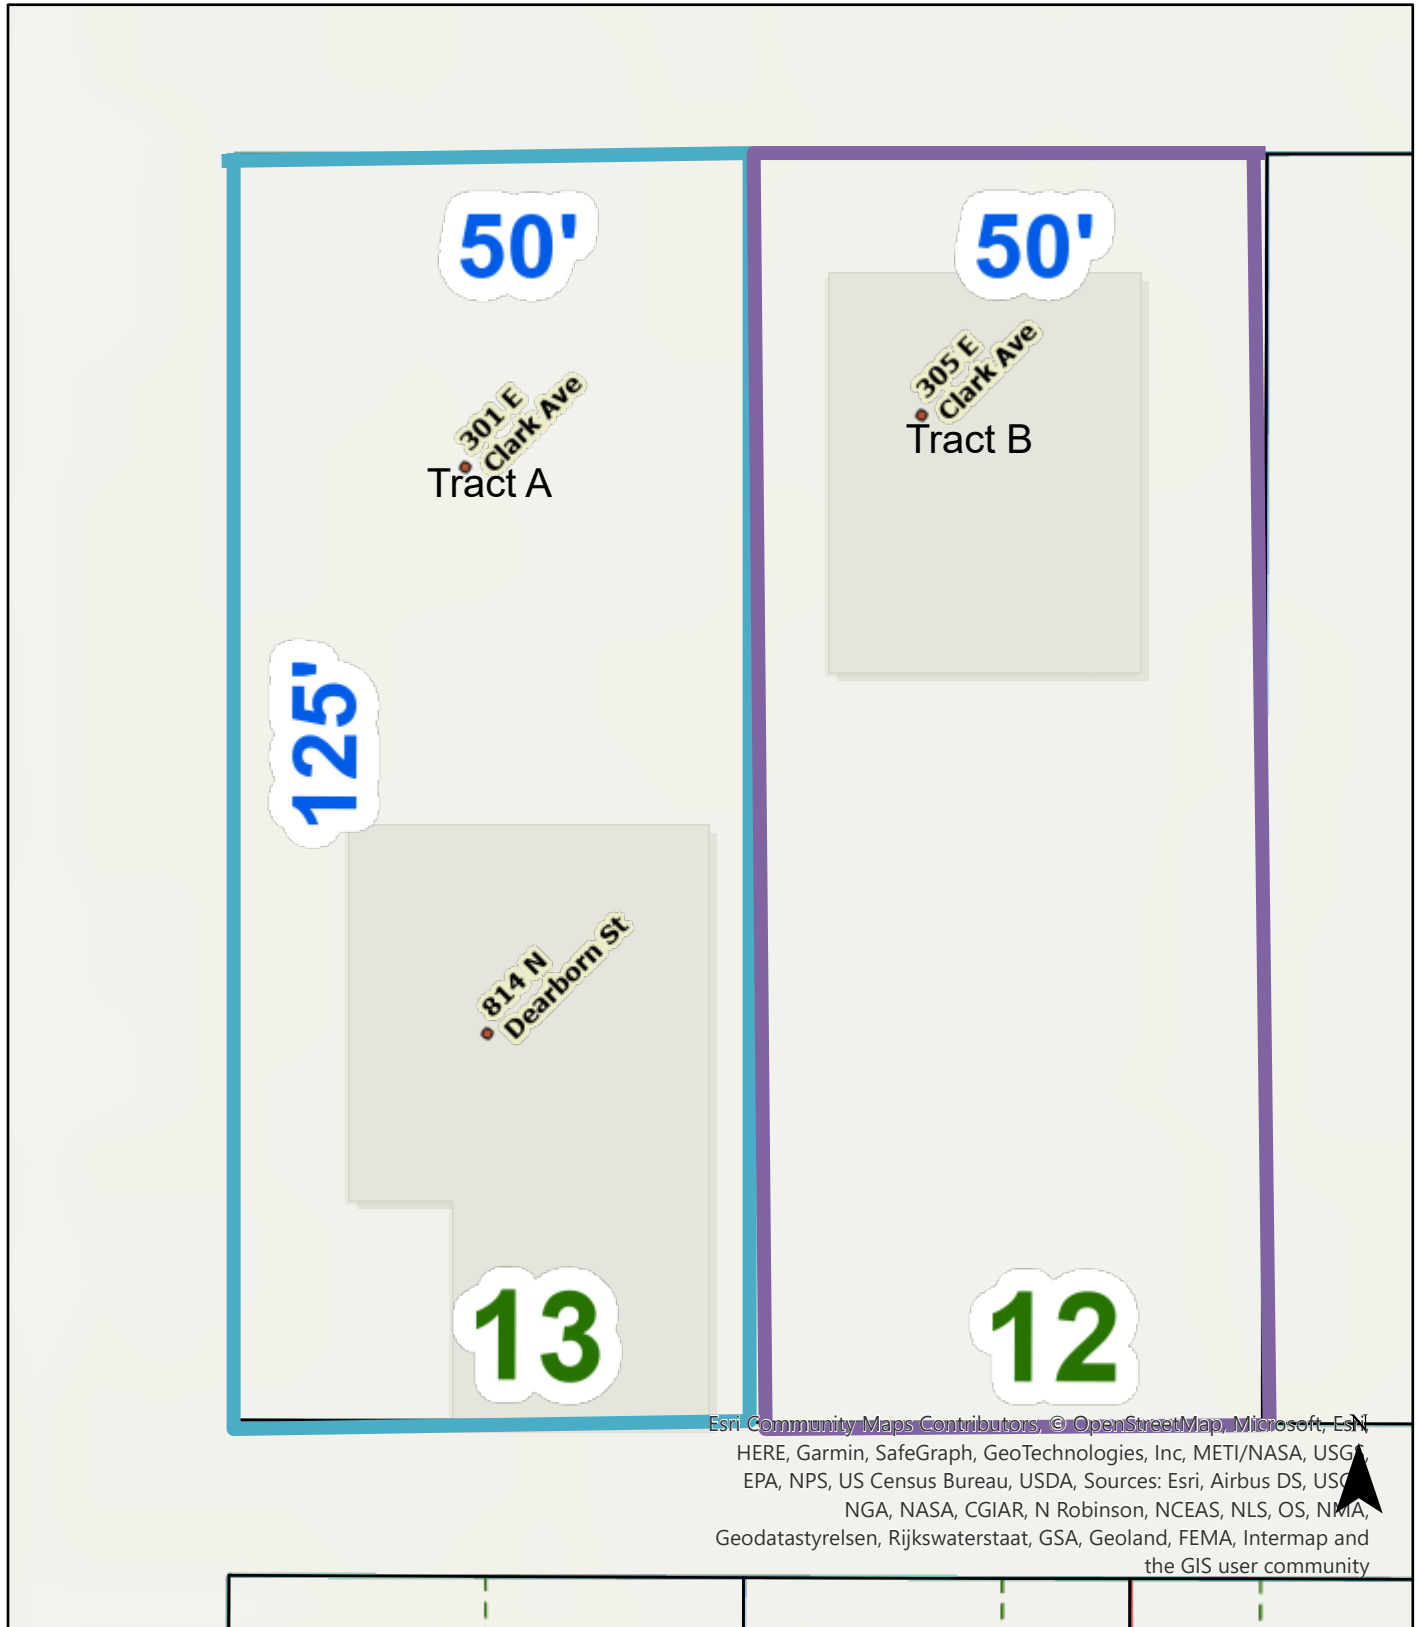 50'
50'
305 E
Clark Ave
Tract B
301 E
Clark Ave
Tract A
125'
814 N
Dearborn St
13
12
Esri Community Maps Contributors, © OpenStreetMap, Microsoft, Esri,
N
HERE, Garmin, SafeGraph, GeoTechnologies, Inc, METI/NASA, USGS,
EPA, NPS, US Census Bureau, USDA, Sources: Esri, Airbus DS, USGS,
NGA, NASA, CGIAR, N Robinson, NCEAS, NLS, OS, NMA,
Geodatastyrelsen, Rijkswaterstaat, GSA, Geoland, FEMA, Intermap and
the GIS user community